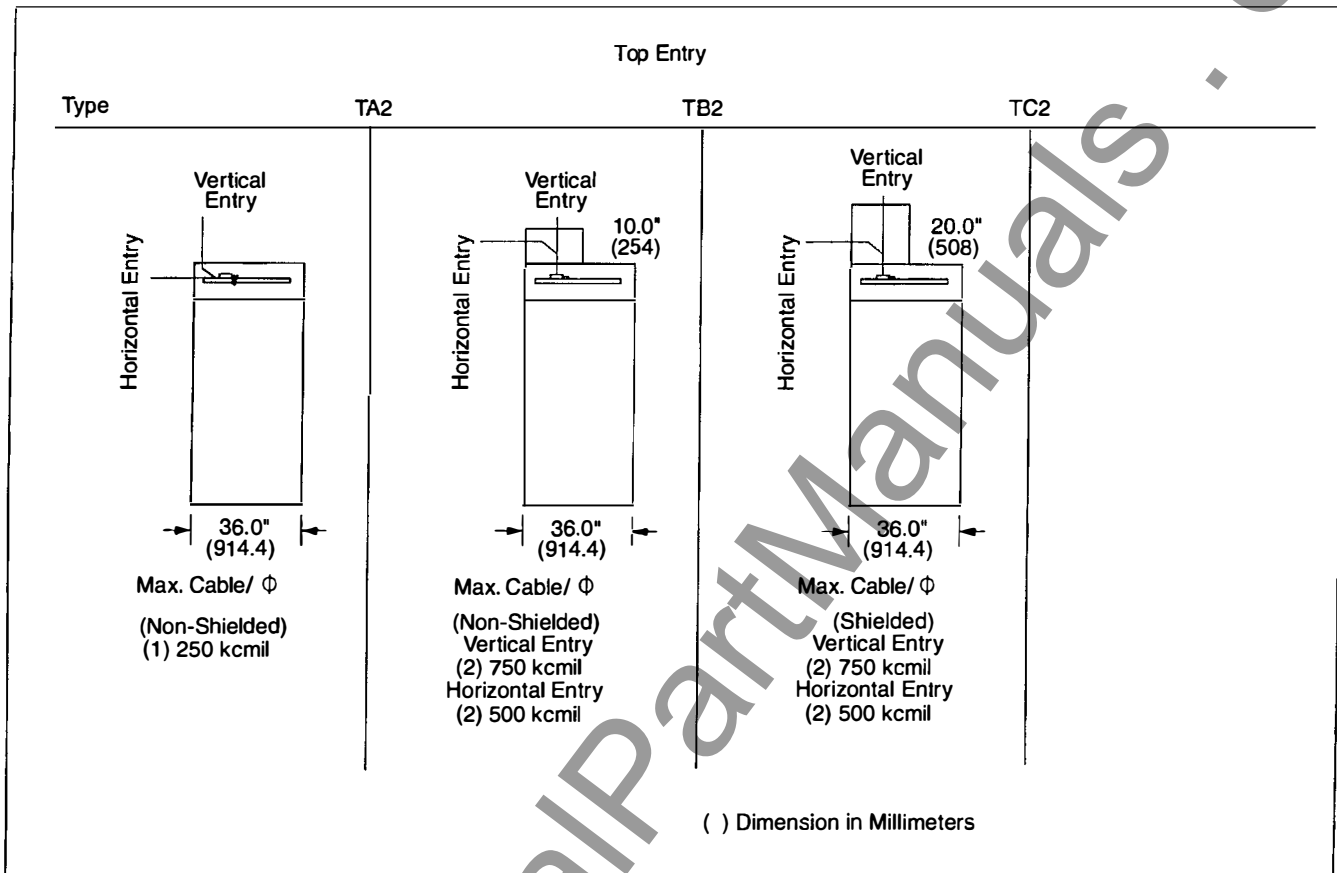 Top Entry
Type TA2 TB2 TC2
Vertical
Entry
Horizontal Entry
36.0"
(914.4)
Max. Cable/ Φ
(Non-Shielded)
(1) 250 kcmil
Vertical
Entry
10.0"
(254)
Horizontal Entry
36.0"
(914.4)
Max. Cable/ Φ
(Non-Shielded)
Vertical Entry
(2) 750 kcmil
Horizontal Entry
(2) 500 kcmil
Vertical
Entry
20.0"
(508)
Horizontal Entry
36.0"
(914.4)
Max. Cable/ Φ
(Shielded)
Vertical Entry
(2) 750 kcmil
Horizontal Entry
(2) 500 kcmil
( ) Dimension in Millimeters
alPartManuals .